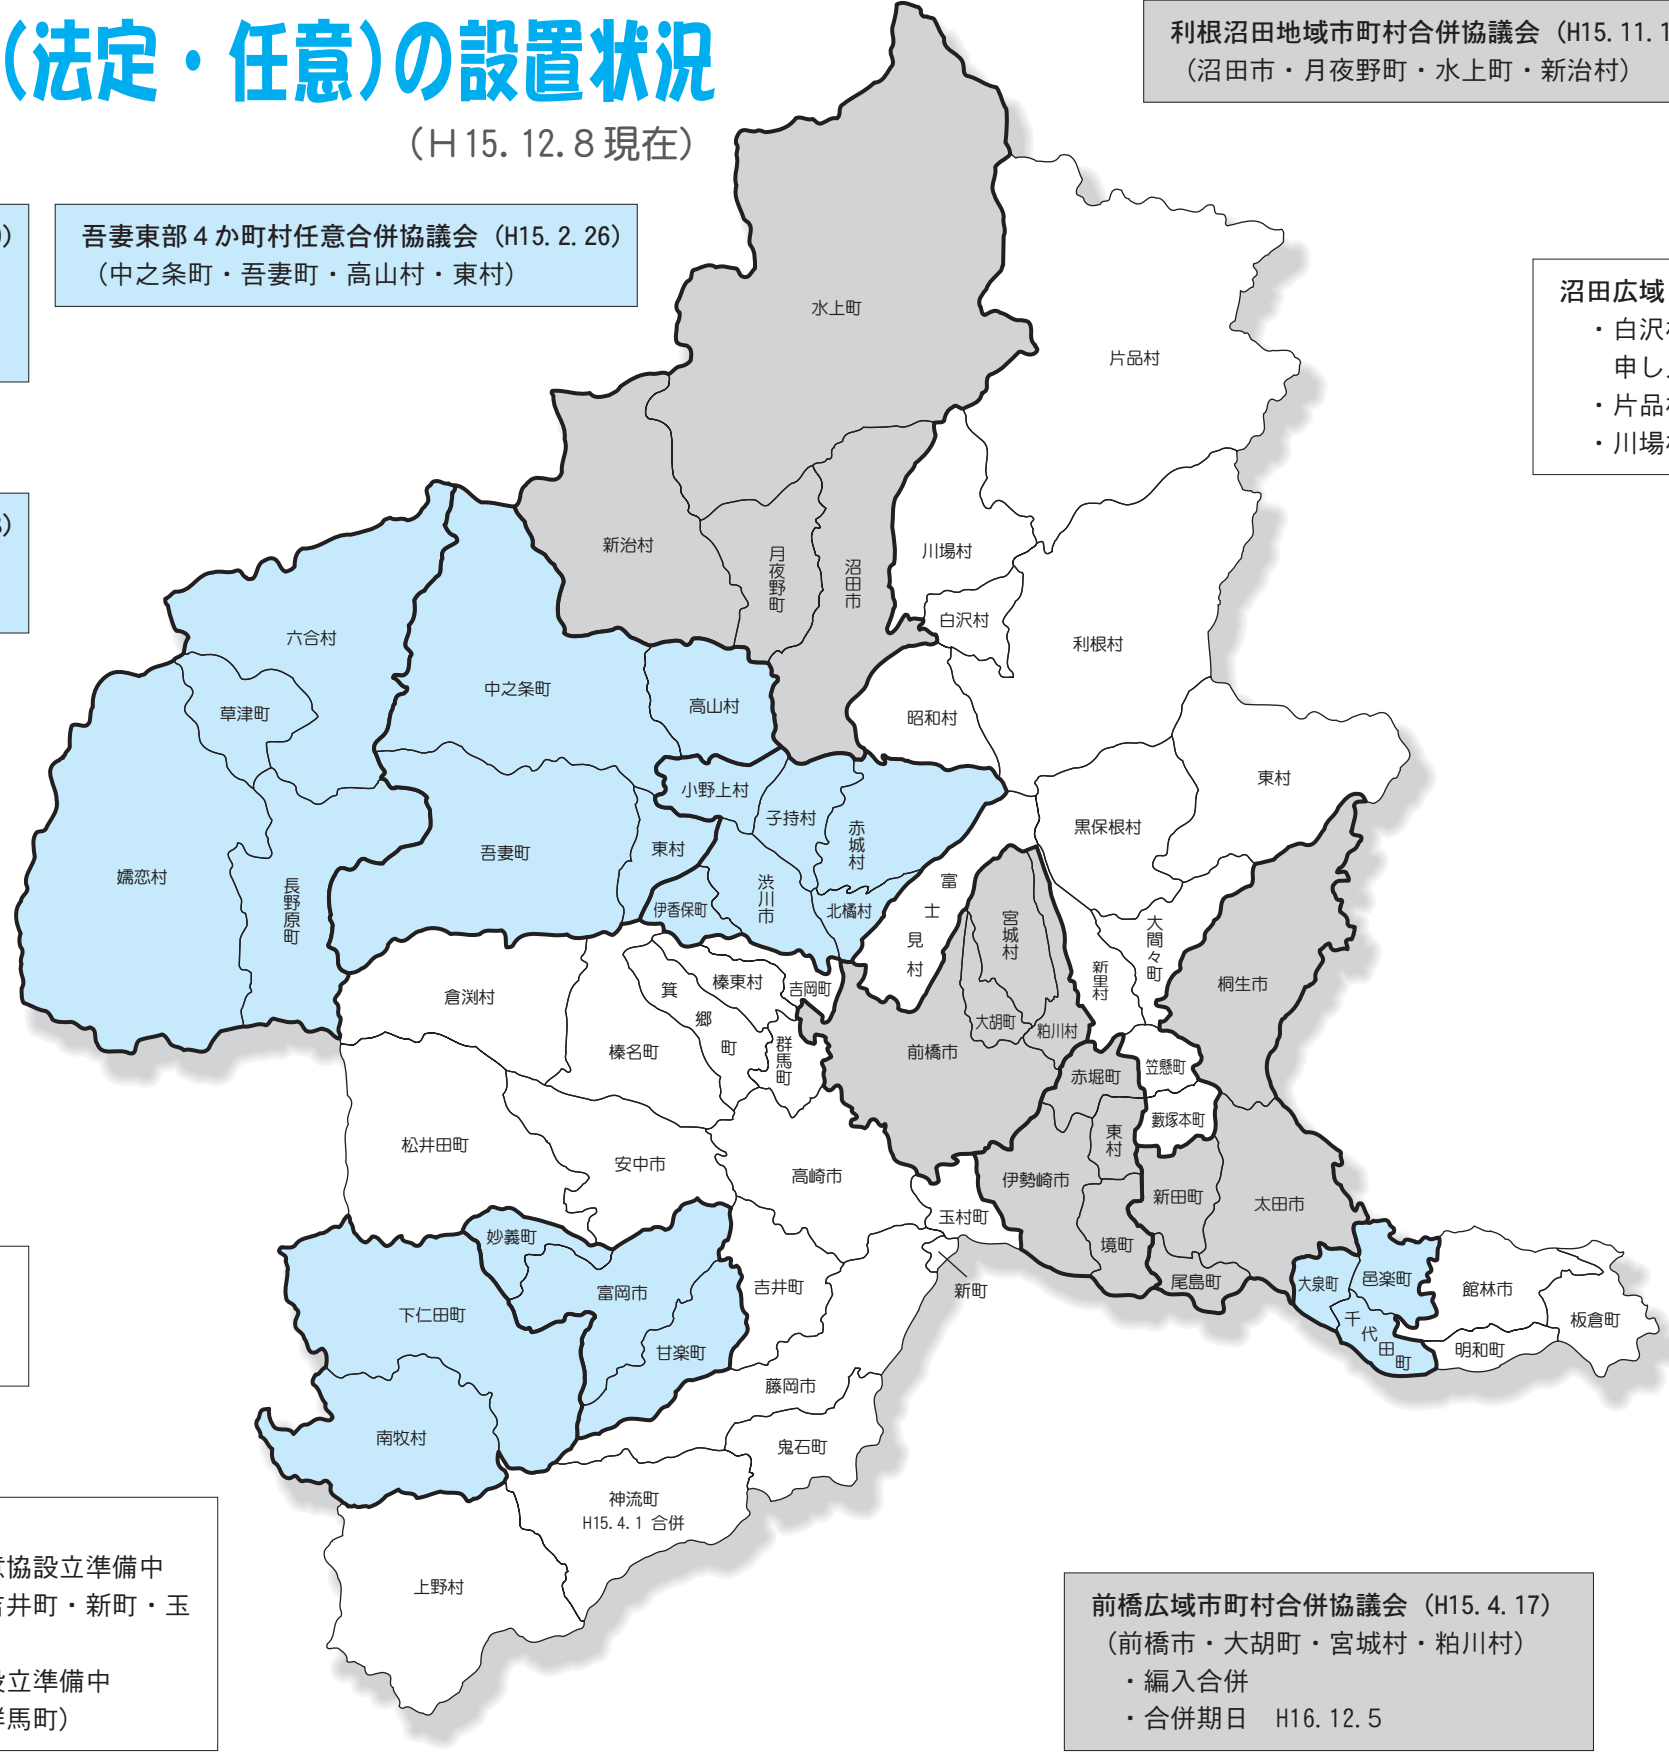 (法定・任意)の設置状況
(H15.12.8現在)
利根沼田地域市町村合併協議会（H15.11.1
（沼田市・月夜野町・水上町・新治村）
)
吾妻東部４か町村任意合併協議会（H15.2.26）
（中之条町・吾妻町・高山村・東村）
沼田広域
・白沢
申し
・片品
・川場
)
水上町
片品村
新治村
月夜野町
沼田市
川場村
白沢村
利根村
六合村
草津町
中之条町
高山村
昭和村
嬬恋村
長野原町
吾妻町
東村
小野上村
子持村
赤城村
伊香保町
渋川市
北橘村
黒保根村
東村
富士見村
宮城村
大胡町
粕川村
新里村
大間々町
桐生市
倉渕村
榛名町
箕郷町
榛東村
吉岡町
群馬町
前橋市
赤堀町
笠懸町
東村
藪塚本町
松井田町
安中市
高崎市
伊勢崎市
新田町
太田市
玉村町
境町
尾島町
新町
妙義町
富岡市
下仁田町
甘楽町
吉井町
大泉町
邑楽町
千代田町
館林市
明和町
板倉町
南牧村
藤岡市
鬼石町
神流町
H15.4.1 合併
上野村
協設立準備中
井町・新町・玉
立準備中
馬町）
前橋広域市町村合併協議会（H15.4.17）
（前橋市・大胡町・宮城村・粕川村）
・編入合併
・合併期日　H16.12.5